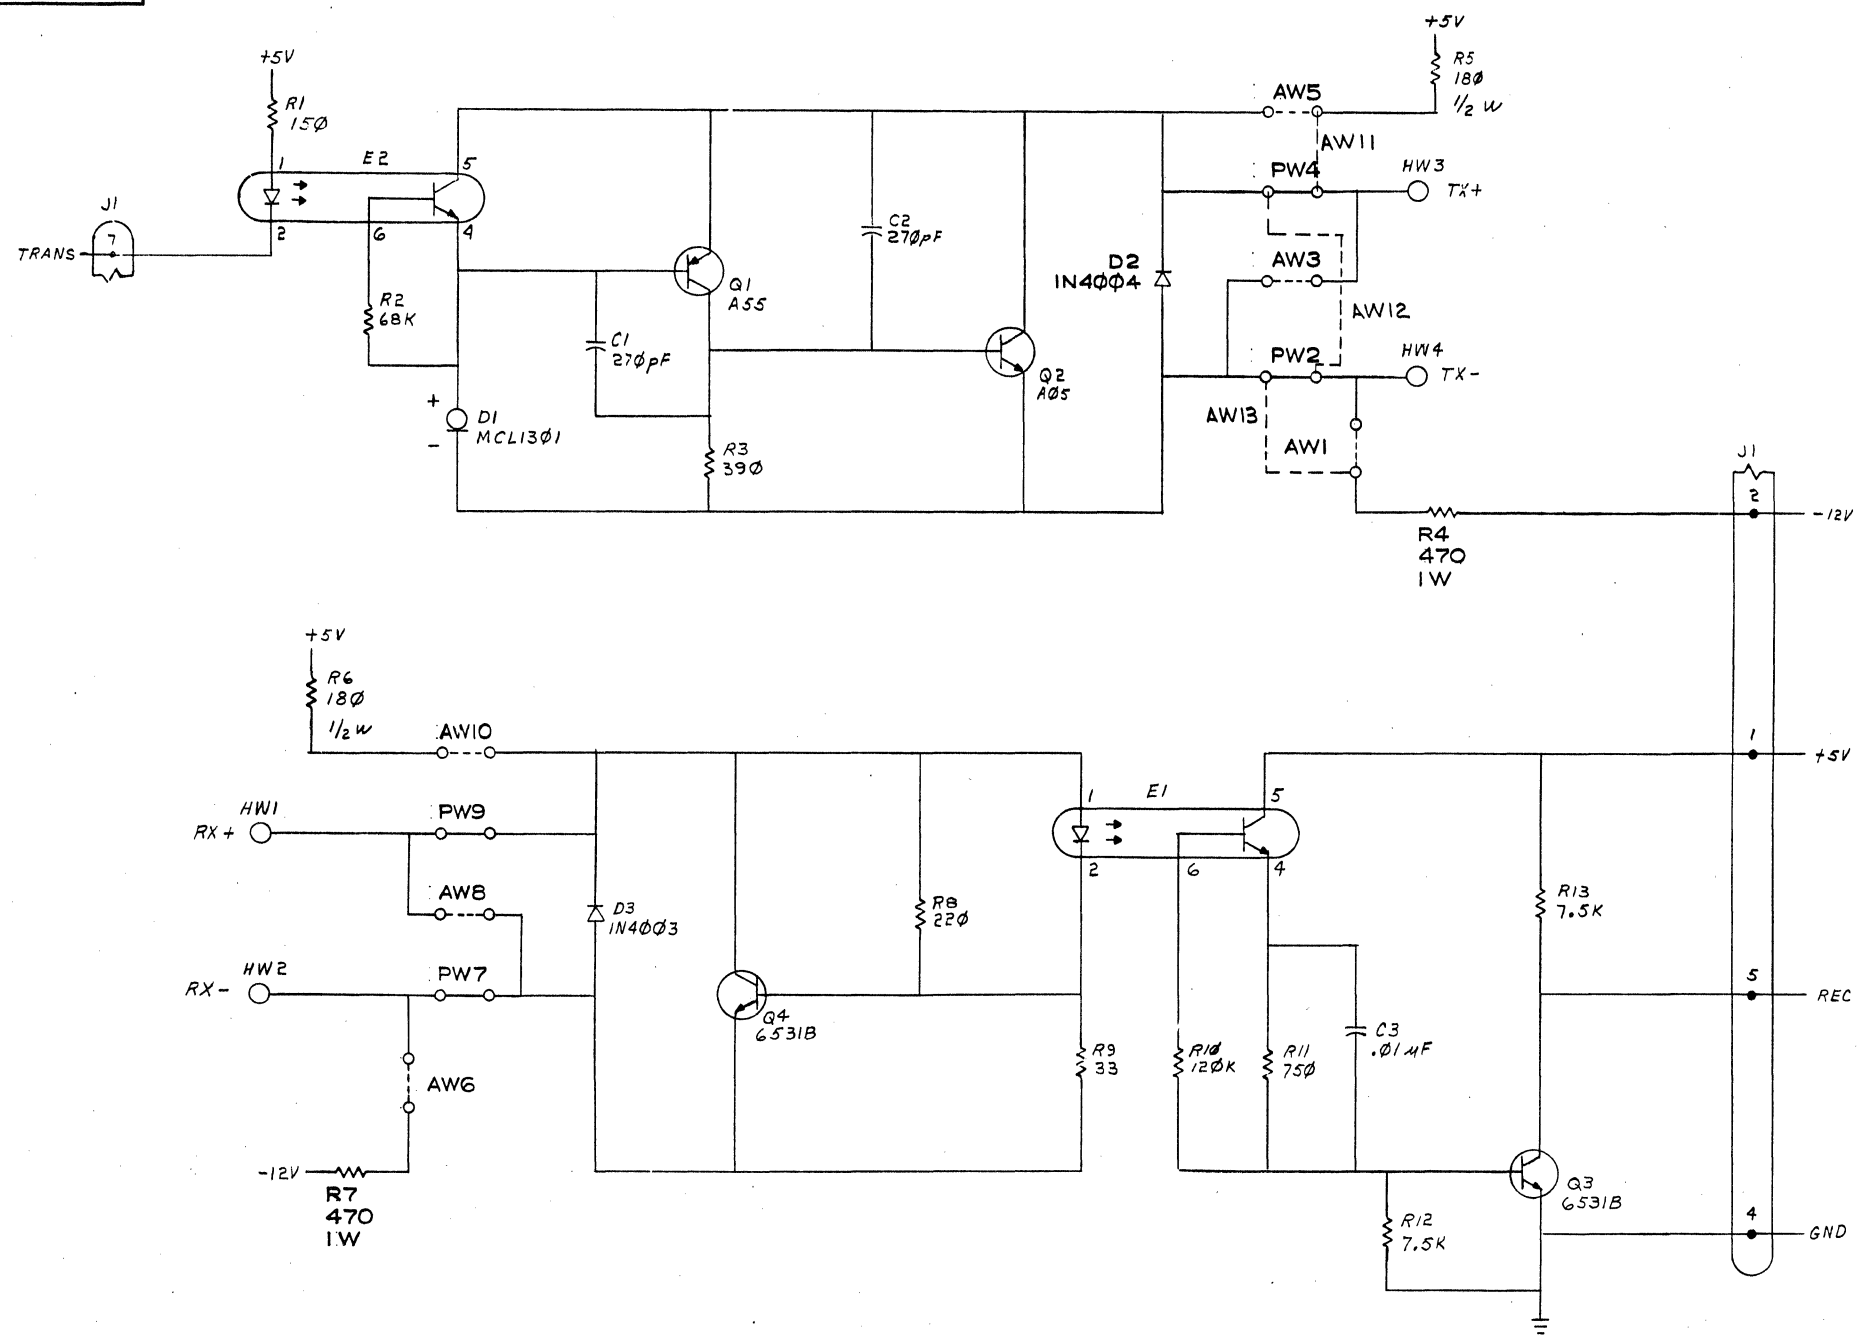 +5V
R1
15Ø
E2
1
5
2
6
4
J1
7
TRANS
R2
68K
+
-
D1
MCL13Ø1
C1
27ØpF
Q1
A55
R3
39Ø
C2
27ØpF
Q2
AØ5
D2
1N4ØØ4
+5V
R5
18Ø
1/2 W
AW5
AW11
PW4
HW3
TX+
AW3
AW12
PW2
HW4
TX-
AW13
AW1
R4
470
1W
J1
2
-12V
+5V
R6
18Ø
1/2 W
AW10
HW1
RX+
PW9
AW8
HW2
RX-
PW7
AW6
-12V
R7
470
1W
D3
1N4ØØ3
Q4
6531B
R8
22Ø
E1
1
5
2
6
4
R9
33
R1Ø
12ØK
R11
75Ø
C3
.Ø1µF
R13
7.5K
R12
7.5K
Q3
6531B
1
+5V
5
REC
4
GND